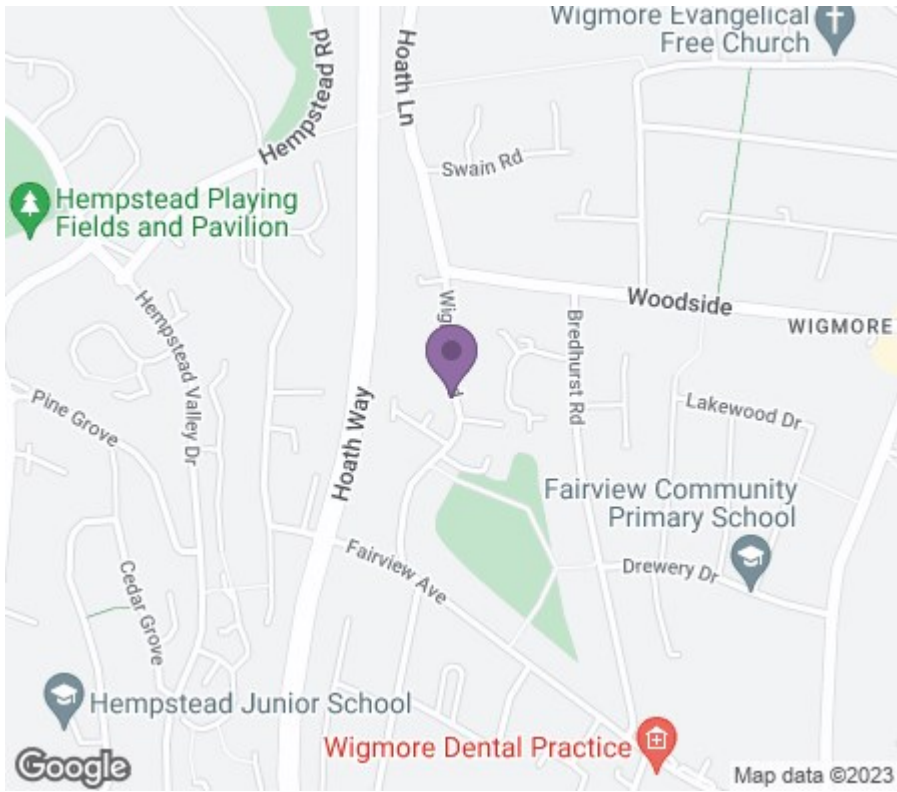 Wigmore Evangelical
Free Church
Hempstead Rd
Hoath Ln
Swain Rd
Hempstead Playing
Fields and Pavilion
Woodside
WIGMORE
Hempstead Valley Dr
Bredhurst Rd
Pine Grove
Lakewood Dr
Hoath Way
Fairview Community
Primary School
Fairview Ave
Drewery Dr
Cedar Grove
Hempstead Junior School
Wigmore Dental Practice
Google
Map data ©2023